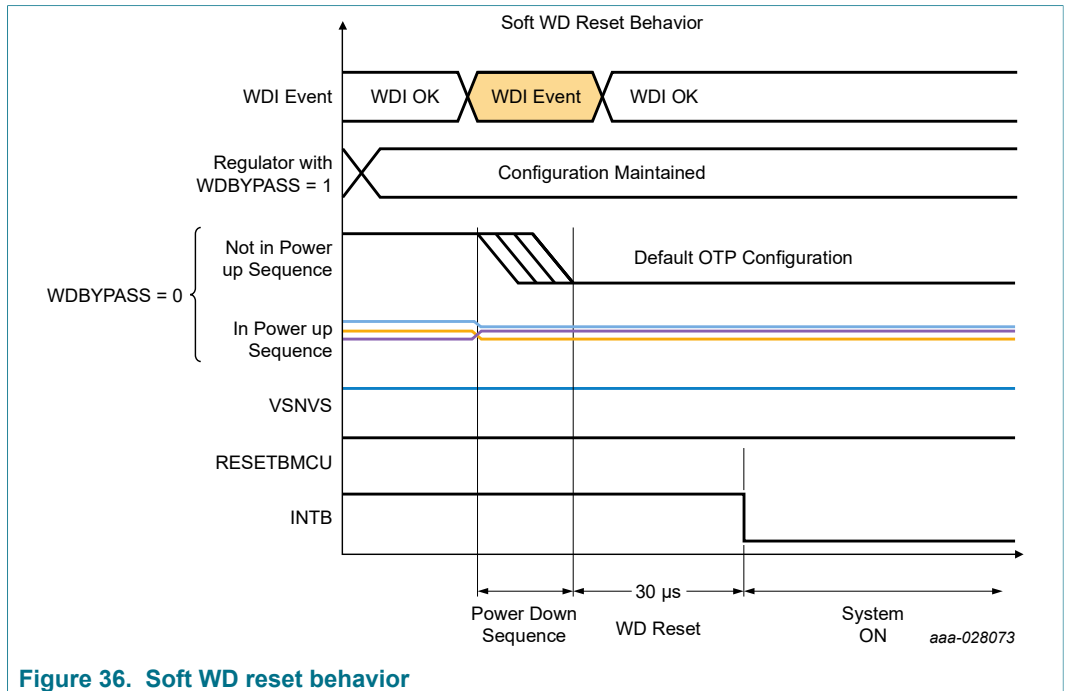 Soft WD Reset Behavior
WDI Event
WDI OK
WDI Event
WDI OK
Regulator with
WDBYPASS = 1
Configuration Maintained
WDBYPASS = 0
Not in Power
up Sequence
Default OTP Configuration
In Power up
Sequence
VSNVS
RESETBMCU
INTB
30 µs
Power Down
Sequence
WD Reset
System
ON
aaa-028073
Figure 36. Soft WD reset behavior